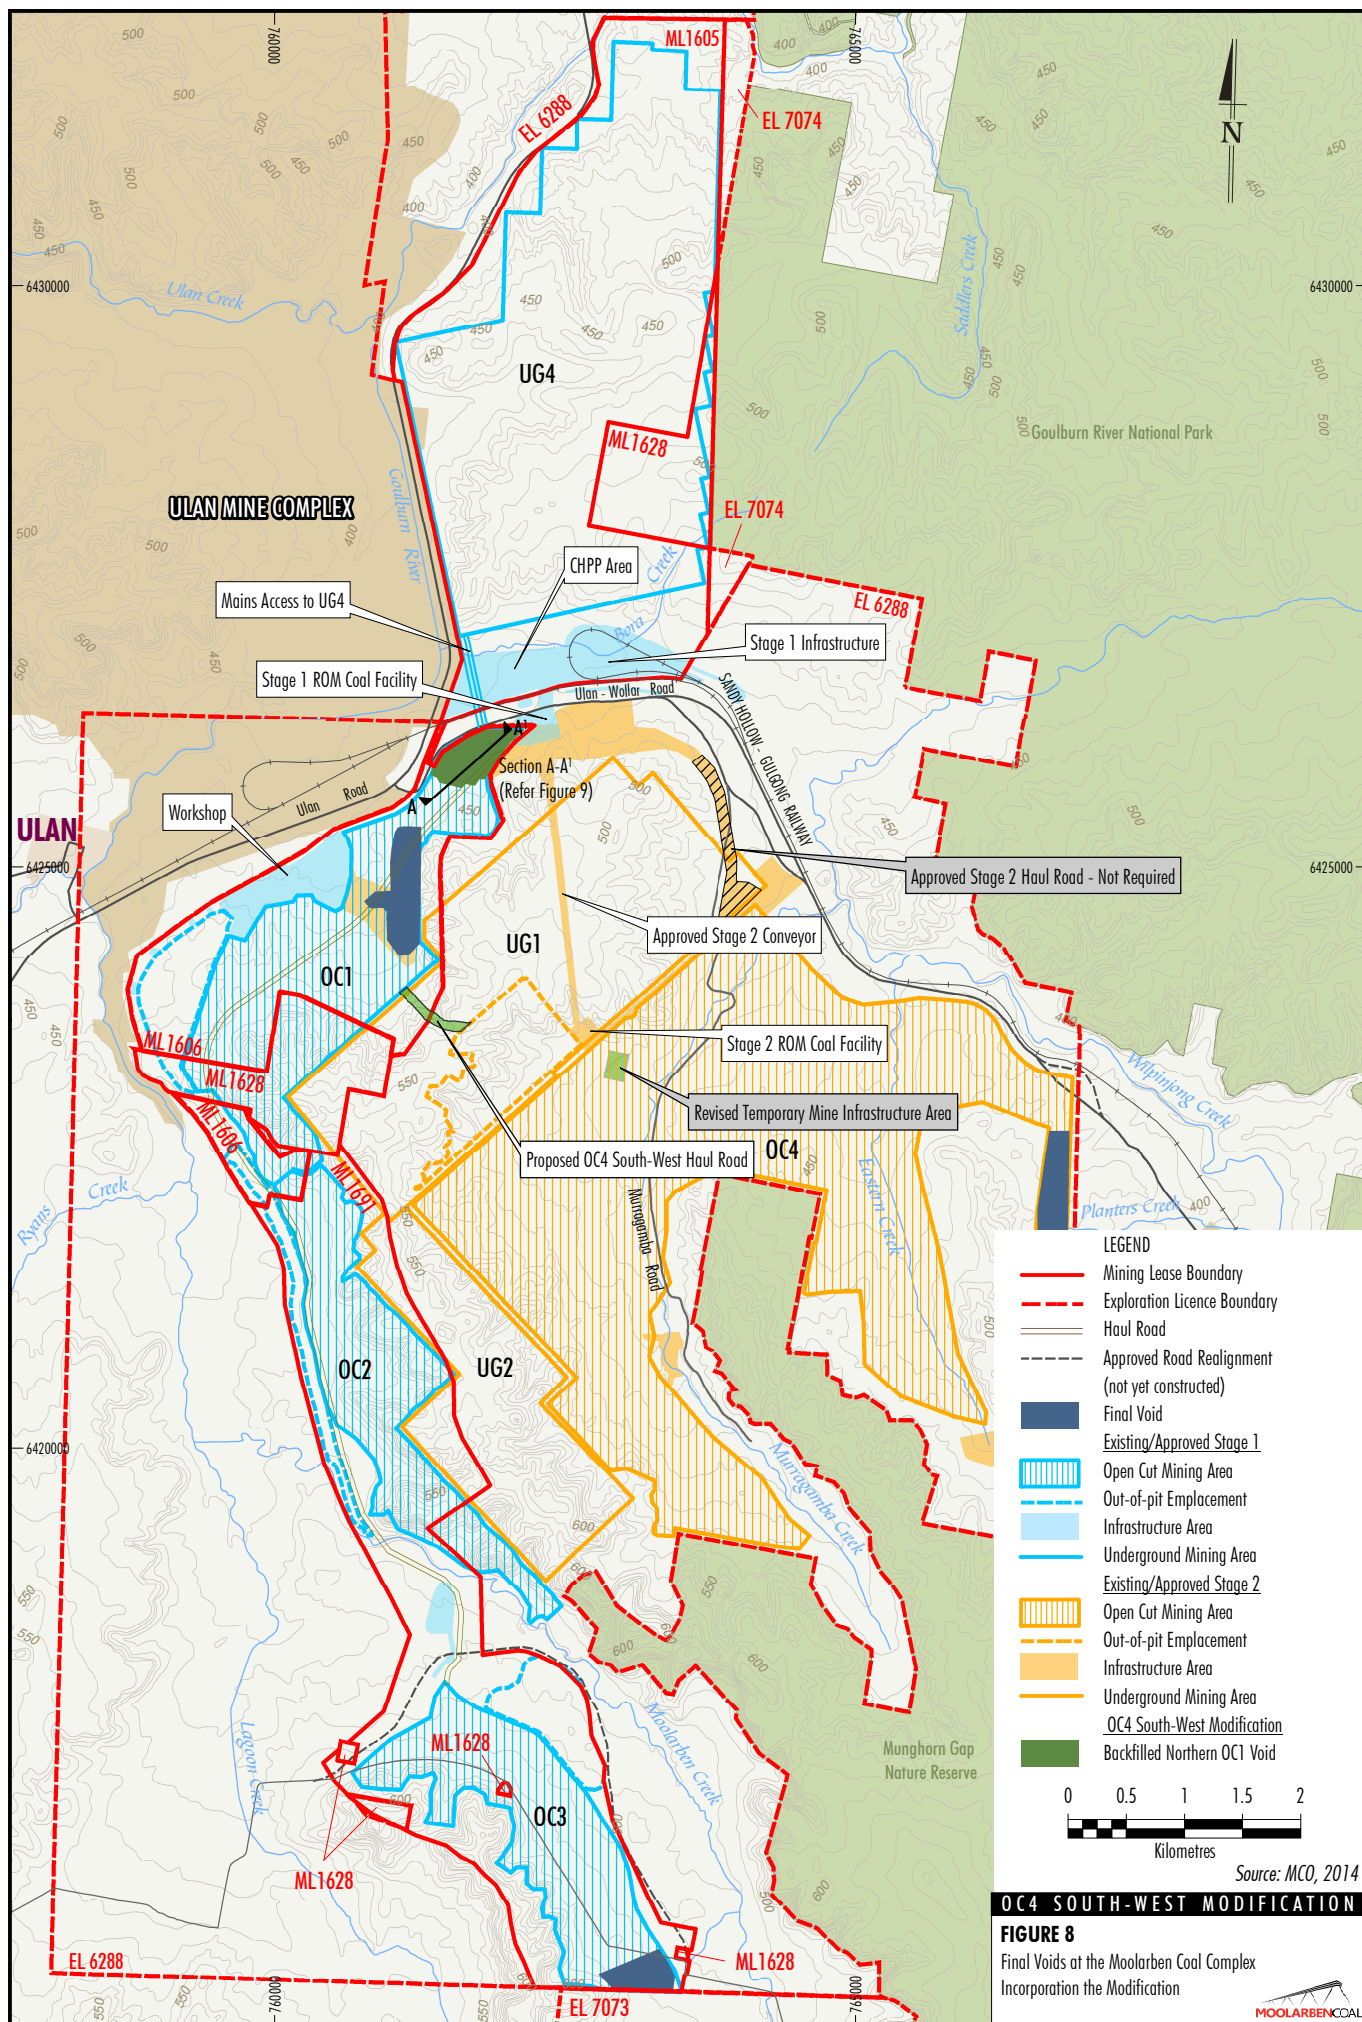 ML1605
760000
765000
EL 6288
EL 7074
N
6430000
6430000
Ulan Creek
Saddlers Creek
UG4
Goulburn River National Park
ML1628
Goulburn River
ULAN MINE COMPLEX
EL 7074
CHPP Area
Creek
Mains Access to UG4
EL 6288
Bora
Stage 1 Infrastructure
Stage 1 ROM Coal Facility
Ulan - Wollar Road
SANDY HOLLOW - GULGONG RAILWAY
A¹
Section A-A¹
(Refer Figure 9)
Ulan Road
A
Workshop
ULAN
6425000
6425000
Approved Stage 2 Haul Road - Not Required
Approved Stage 2 Conveyor
UG1
OC1
Stage 2 ROM Coal Facility
Wilpinjong Creek
ML1606
ML1628
ML1606
Revised Temporary Mine Infrastructure Area
OC4
Proposed OC4 South-West Haul Road
ML1691
Ryans Creek
Eastern Creek
Planters Creek
Murragamba Road
OC2
UG2
6420000
Murragamba Creek
Moolarben Creek
Lagoon Creek
ML1628
Munghorn Gap
Nature Reserve
OC3
ML1628
ML1628
EL 6288
EL 7073
760000
765000
LEGEND
Mining Lease Boundary
Exploration Licence Boundary
Haul Road
Approved Road Realignment
(not yet constructed)
Final Void
Existing/Approved Stage 1
Open Cut Mining Area
Out-of-pit Emplacement
Infrastructure Area
Underground Mining Area
Existing/Approved Stage 2
Open Cut Mining Area
Out-of-pit Emplacement
Infrastructure Area
Underground Mining Area
OC4 South-West Modification
Backfilled Northern OC1 Void
0 0.5 1 1.5 2
Kilometres
Source: MCO, 2014
OC4 SOUTH-WEST MODIFICATION
FIGURE 8
Final Voids at the Moolarben Coal Complex
Incorporation the Modification
MOOLARBEN COAL